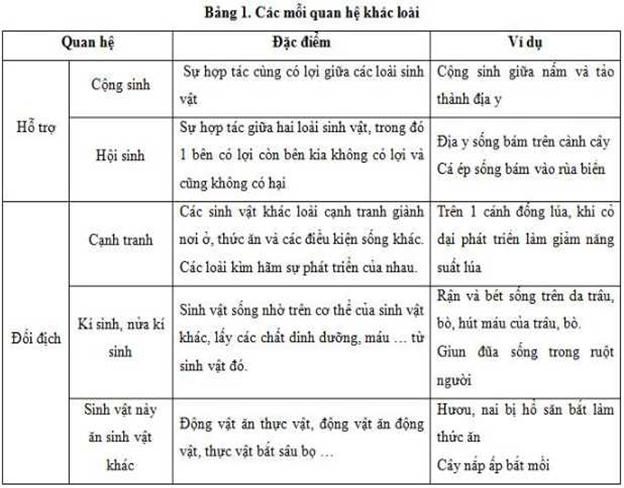 Bảng 1. Các mối quan hệ khác loài
Quan hệ
Đặc điểm
Ví dụ
Hỗ trợ
Cộng sinh
Sự hợp tác cùng có lợi giữa các loài sinh
vật
Cộng sinh giữa nấm và tảo
thành địa y
Hội sinh
Sự hợp tác giữa hai loài sinh vật, trong đó
1 bên có lợi còn bên kia không có lợi và
cũng không có hại
Địa y sống bám trên cành cây
Cá ép sống bám vào rùa biển
Đối địch
Cạnh tranh
Các sinh vật khác loài cạnh tranh giành
nơi ở, thức ăn và các điều kiện sống khác.
Các loài kìm hãm sự phát triển của nhau.
Trên 1 cánh đồng lúa, khi cỏ
dại phát triển làm giảm năng
suất lúa
Kí sinh, nửa kí
sinh
Sinh vật sống nhờ trên cơ thể của sinh vật
khác, lấy các chất dinh dưỡng, máu … từ
sinh vật đó.
Rận và bét sống trên da trâu,
bò, hút máu của trâu, bò.
Giun đũa sống trong ruột
người
Sinh vật này
ăn sinh vật
khác
Động vật ăn thực vật, động vật ăn động
vật, thực vật bắt sâu bọ …
Hươu, nai bị hổ săn bắt làm
thức ăn
Cây nắp ấp bắt mồi